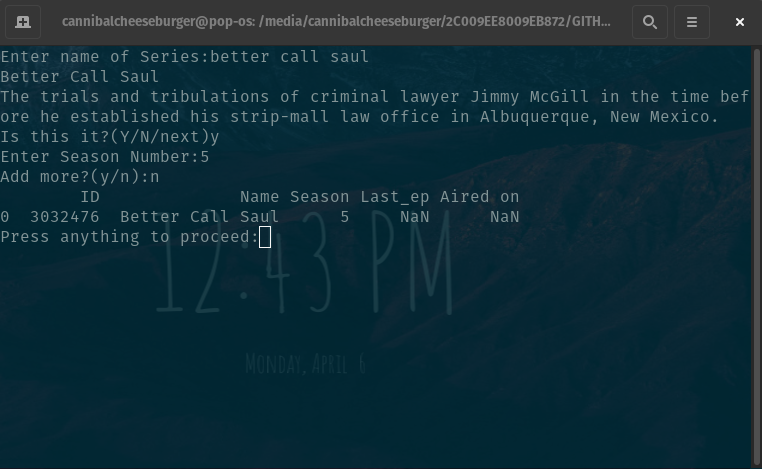 cannibalcheeseburger@pop-os: /media/cannibalcheeseburger/2C009EE8009EB872/GITH...
Enter name of Series:better call saul
Better Call Saul
The trials and tribulations of criminal lawyer Jimmy McGill in the time bef
ore he established his strip-mall law office in Albuquerque, New Mexico.
Is this it?(Y/N/next)y
Enter Season Number:5
Add more?(y/n):n
ID Name Season Last_ep Aired on
0 3032476 Better Call Saul 5 NaN NaN
Press anything to proceed:
12:43 PM
Monday, April 6